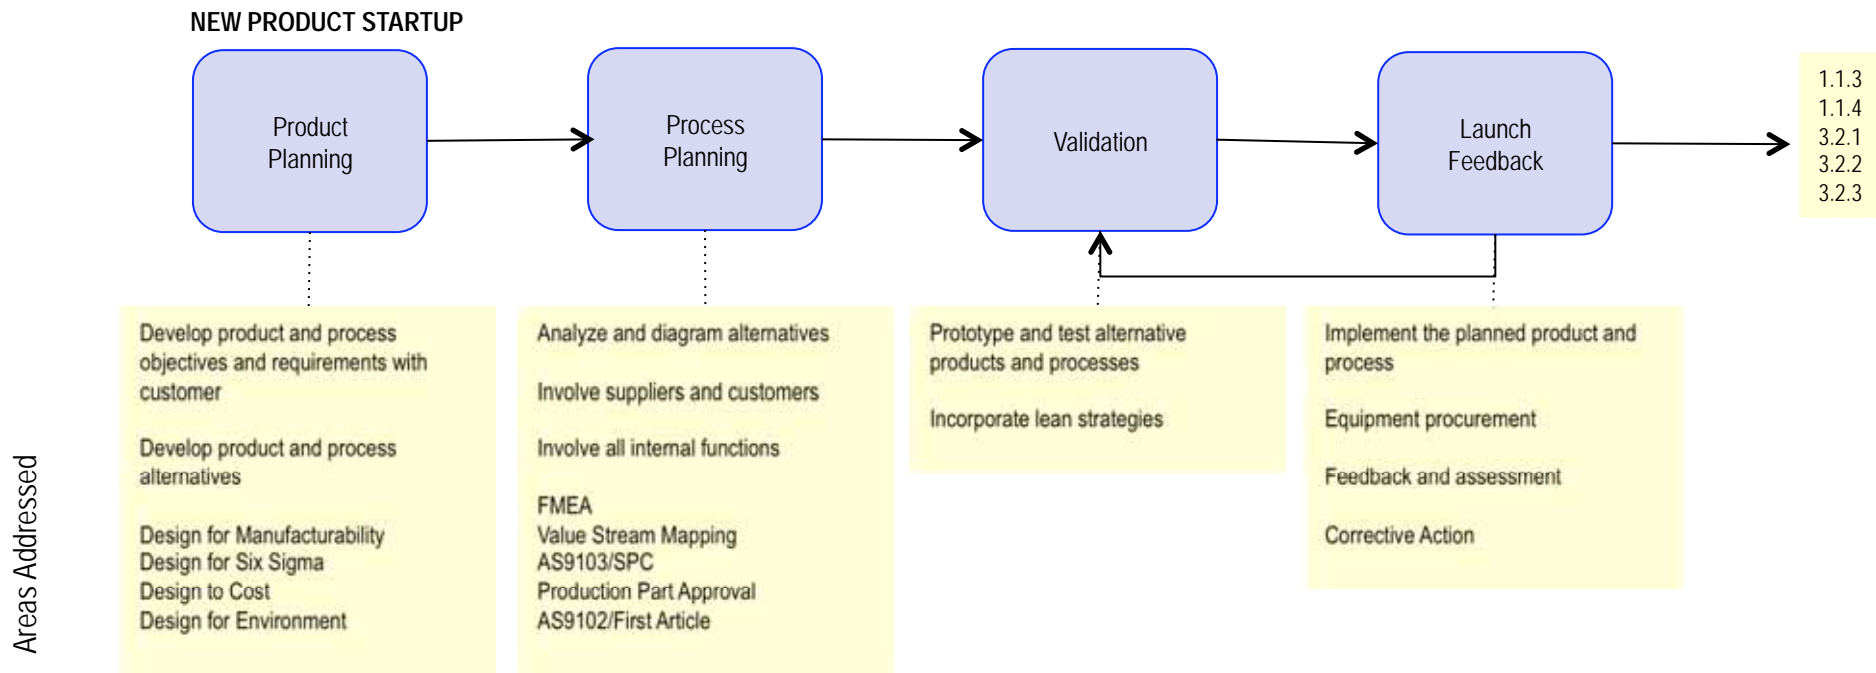 NEW PRODUCT STARTUP
Product
Planning
Process
Planning
Validation
Launch
Feedback
1.1.3
1.1.4
3.2.1
3.2.2
3.2.3
Areas Addressed
Develop product and process
objectives and requirements with
customer
Develop product and process
alternatives
Design for Manufacturability
Design for Six Sigma
Design to Cost
Design for Environment
Analyze and diagram alternatives
Involve suppliers and customers
Involve all internal functions
FMEA
Value Stream Mapping
AS9103/SPC
Production Part Approval
AS9102/First Article
Prototype and test alternative
products and processes
Incorporate lean strategies
Implement the planned product and
process
Equipment procurement
Feedback and assessment
Corrective Action